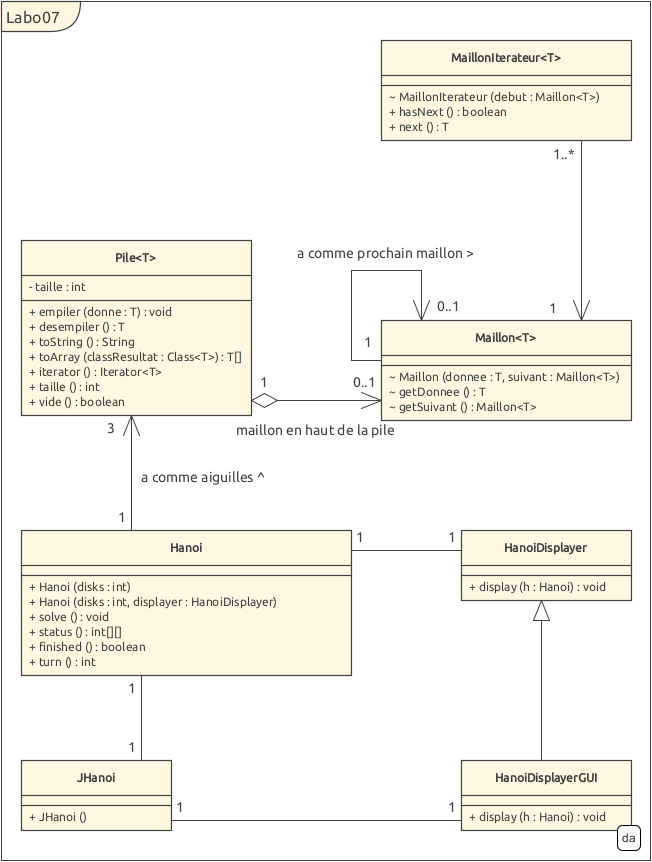 Labo07
MaillonIterateur<T>
~ MaillonIterateur (debut : Maillon<T>)
+ hasNext () : boolean
+ next () : T
1..*
1
Pile<T>
- taille : int
+ empiler (donne : T) : void
+ desempiler () : T
+ toString () : String
+ toArray (classResultat : Class<T>) : T[]
+ iterator () : Iterator<T>
+ taille () : int
+ vide () : boolean
a comme prochain maillon >
0..1
1
Maillon<T>
~ Maillon (donnee : T, suivant : Maillon<T>)
~ getDonnee () : T
~ getSuivant () : Maillon<T>
1
0..1
maillon en haut de la pile
3
a comme aiguilles ^
1
Hanoi
+ Hanoi (disks : int)
+ Hanoi (disks : int, displayer : HanoiDisplayer)
+ solve () : void
+ status () : int[][]
+ finished () : boolean
+ turn () : int
1
1
HanoiDisplayer
+ display (h : Hanoi) : void
1
1
JHanoi
+ JHanoi ()
1
1
HanoiDisplayerGUI
+ display (h : Hanoi) : void
da